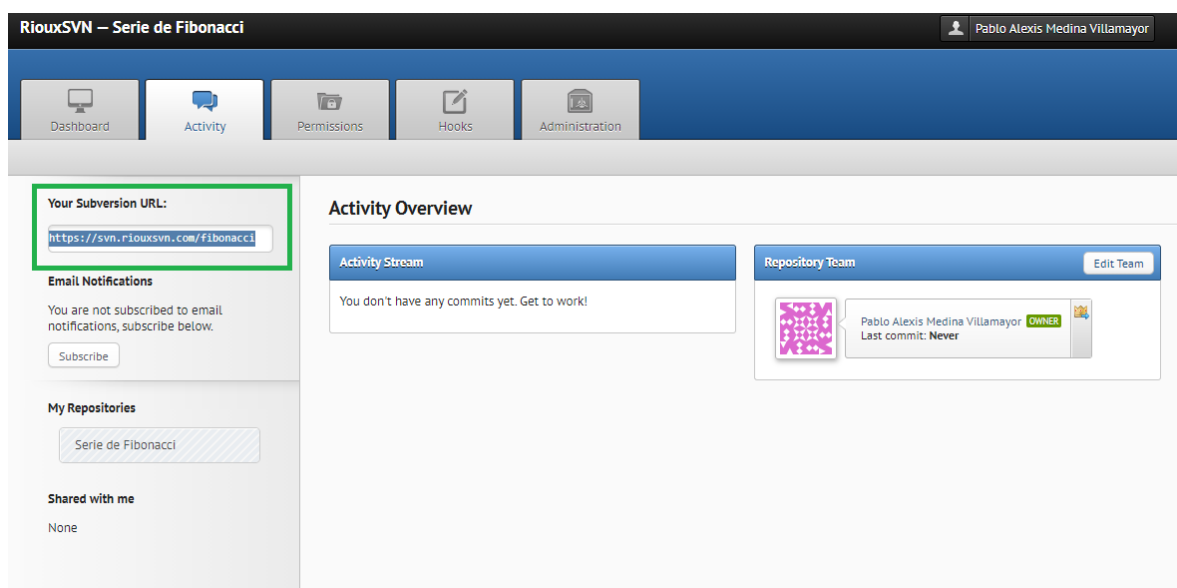 RiouxSVN — Serie de Fibonacci
Pablo Alexis Medina Villamayor
Dashboard
Activity
Permissions
Hooks
Administration
Your Subversion URL:
https://svn.riouxsvn.com/fibonacci
Email Notifications
You are not subscribed to email
notifications, subscribe below.
Subscribe
My Repositories
Serie de Fibonacci
Shared with me
None
Activity Overview
Activity Stream
You don't have any commits yet. Get to work!
Repository Team
Edit Team
Pablo Alexis Medina Villamayor OWNER
Last commit: Never